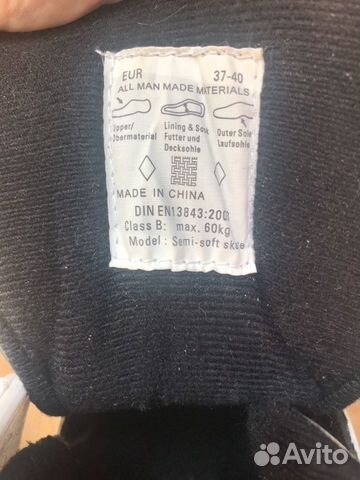 EUR 37-40
ALL MAN MADE MATERIALS
Upper/ Lining & Sock Outer Sole
Obermaterial Futter und Laufsohle
Decksohle
MADE IN CHINA
DIN EN13843:200
Class B: max. 60kg
Model: Semi-soft
Avito